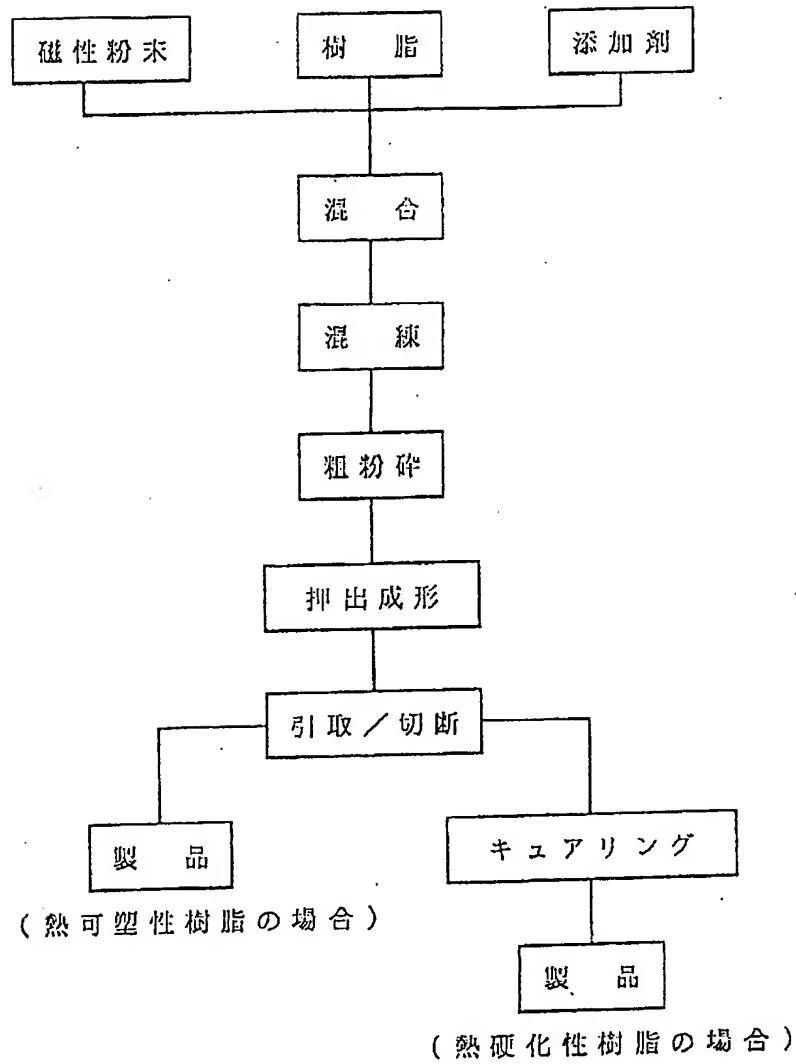 磁性粉末
樹 脂
添加剤
混 合
混 練
粗粉砕
押出成形
引取／切断
製 品
(熱可塑性樹脂の場合)
キュアリング
製 品
(熱硬化性樹脂の場合)